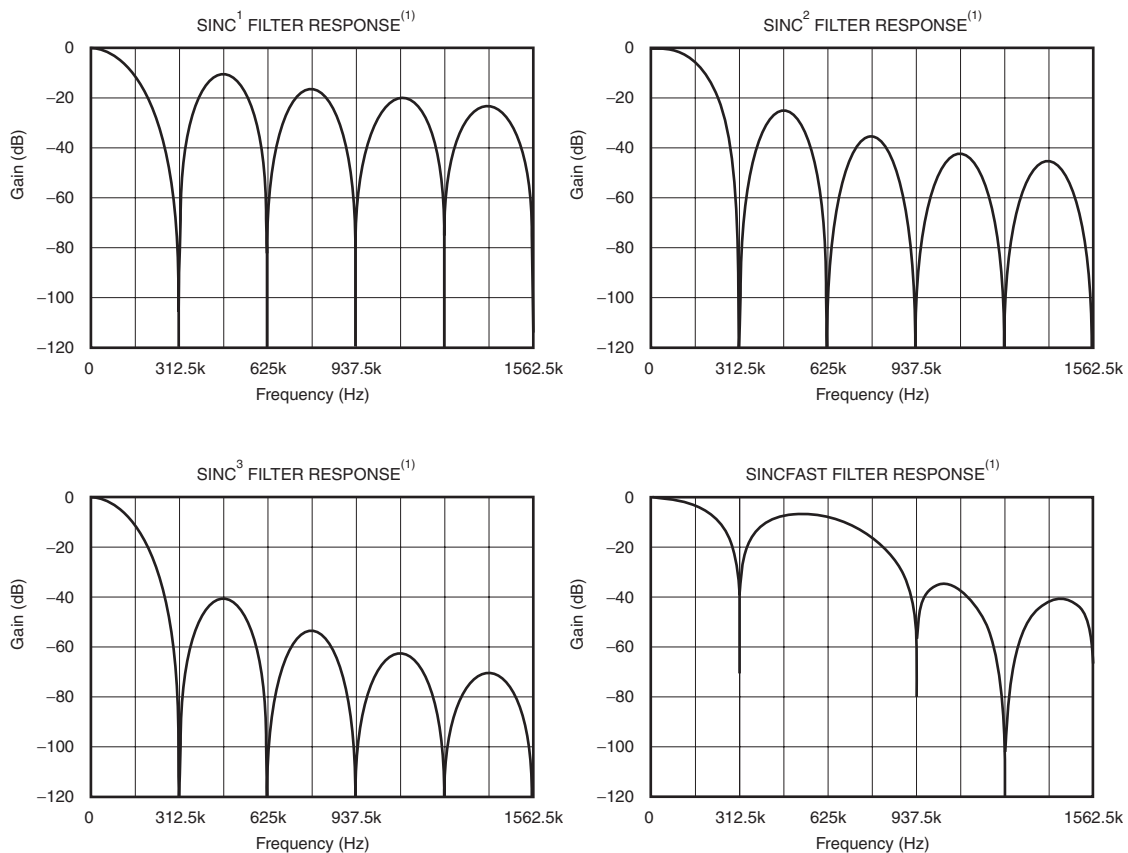 SINC¹ FILTER RESPONSE(1)
0
–20
–40
–60
–80
–100
–120
Gain (dB)
0 312.5k 625k 937.5k 1562.5k
Frequency (Hz)
SINC² FILTER RESPONSE(1)
0
–20
–40
–60
–80
–100
–120
Gain (dB)
0 312.5k 625k 937.5k 1562.5k
Frequency (Hz)
SINC³ FILTER RESPONSE(1)
0
–20
–40
–60
–80
–100
–120
Gain (dB)
0 312.5k 625k 937.5k 1562.5k
Frequency (Hz)
SINCFAST FILTER RESPONSE(1)
0
–20
–40
–60
–80
–100
–120
Gain (dB)
0 312.5k 625k 937.5k 1562.5k
Frequency (Hz)